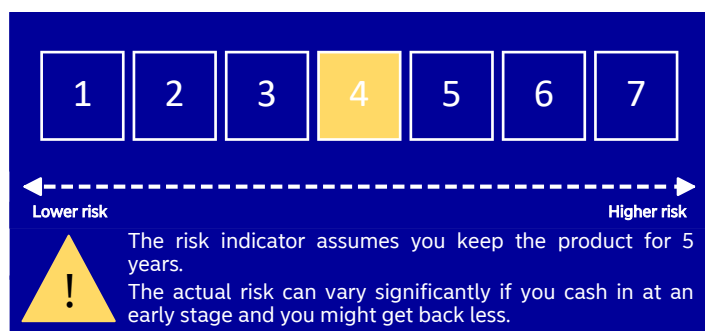 1 2 3 4 5 6 7
Lower risk Higher risk
The risk indicator assumes you keep the product for 5
years.
The actual risk can vary significantly if you cash in at an
early stage and you might get back less.
!